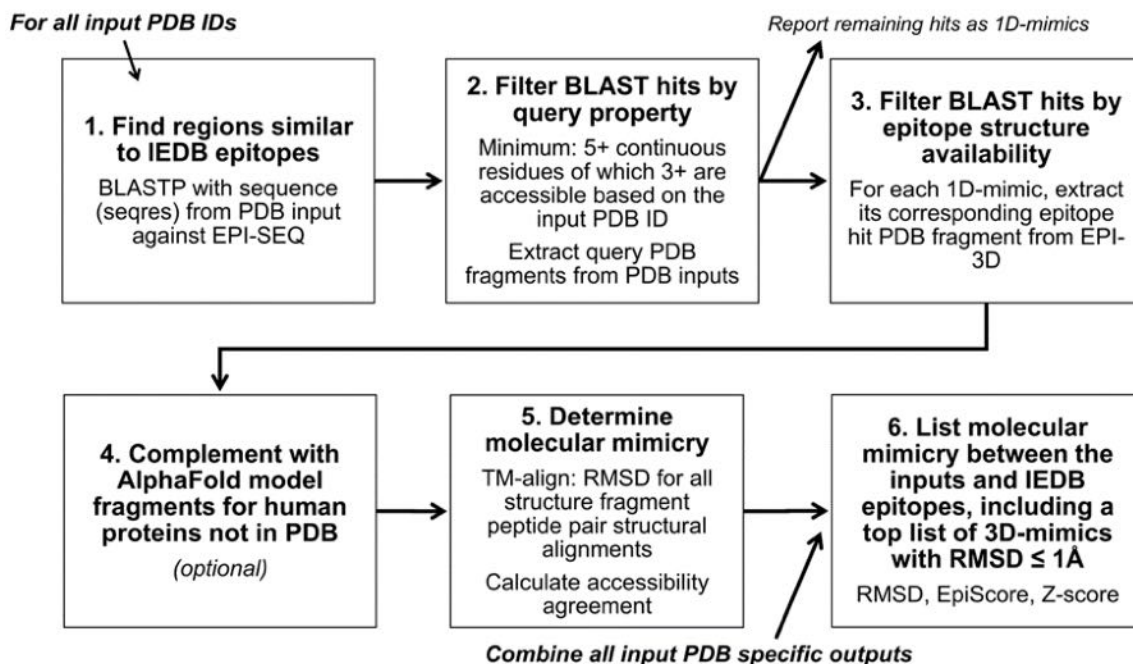 For all input PDB IDs
Report remaining hits as 1D-mimics
1. Find regions similar
to IEDB epitopes
BLASTP with sequence
(seqres) from PDB input
against EPI-SEQ
2. Filter BLAST hits by
query property
Minimum: 5+ continuous
residues of which 3+ are
accessible based on the
input PDB ID
Extract query PDB
fragments from PDB inputs
3. Filter BLAST hits by
epitope structure
availability
For each 1D-mimic, extract
its corresponding epitope
hit PDB fragment from EPI-
3D
4. Complement with
AlphaFold model
fragments for human
proteins not in PDB
(optional)
5. Determine
molecular mimicry
TM-align: RMSD for all
structure fragment
peptide pair structural
alignments
Calculate accessibility
agreement
6. List molecular
mimicry between the
inputs and IEDB
epitopes, including a
top list of 3D-mimics
with RMSD ≤ 1Å
RMSD, EpiScore, Z-score
Combine all input PDB specific outputs